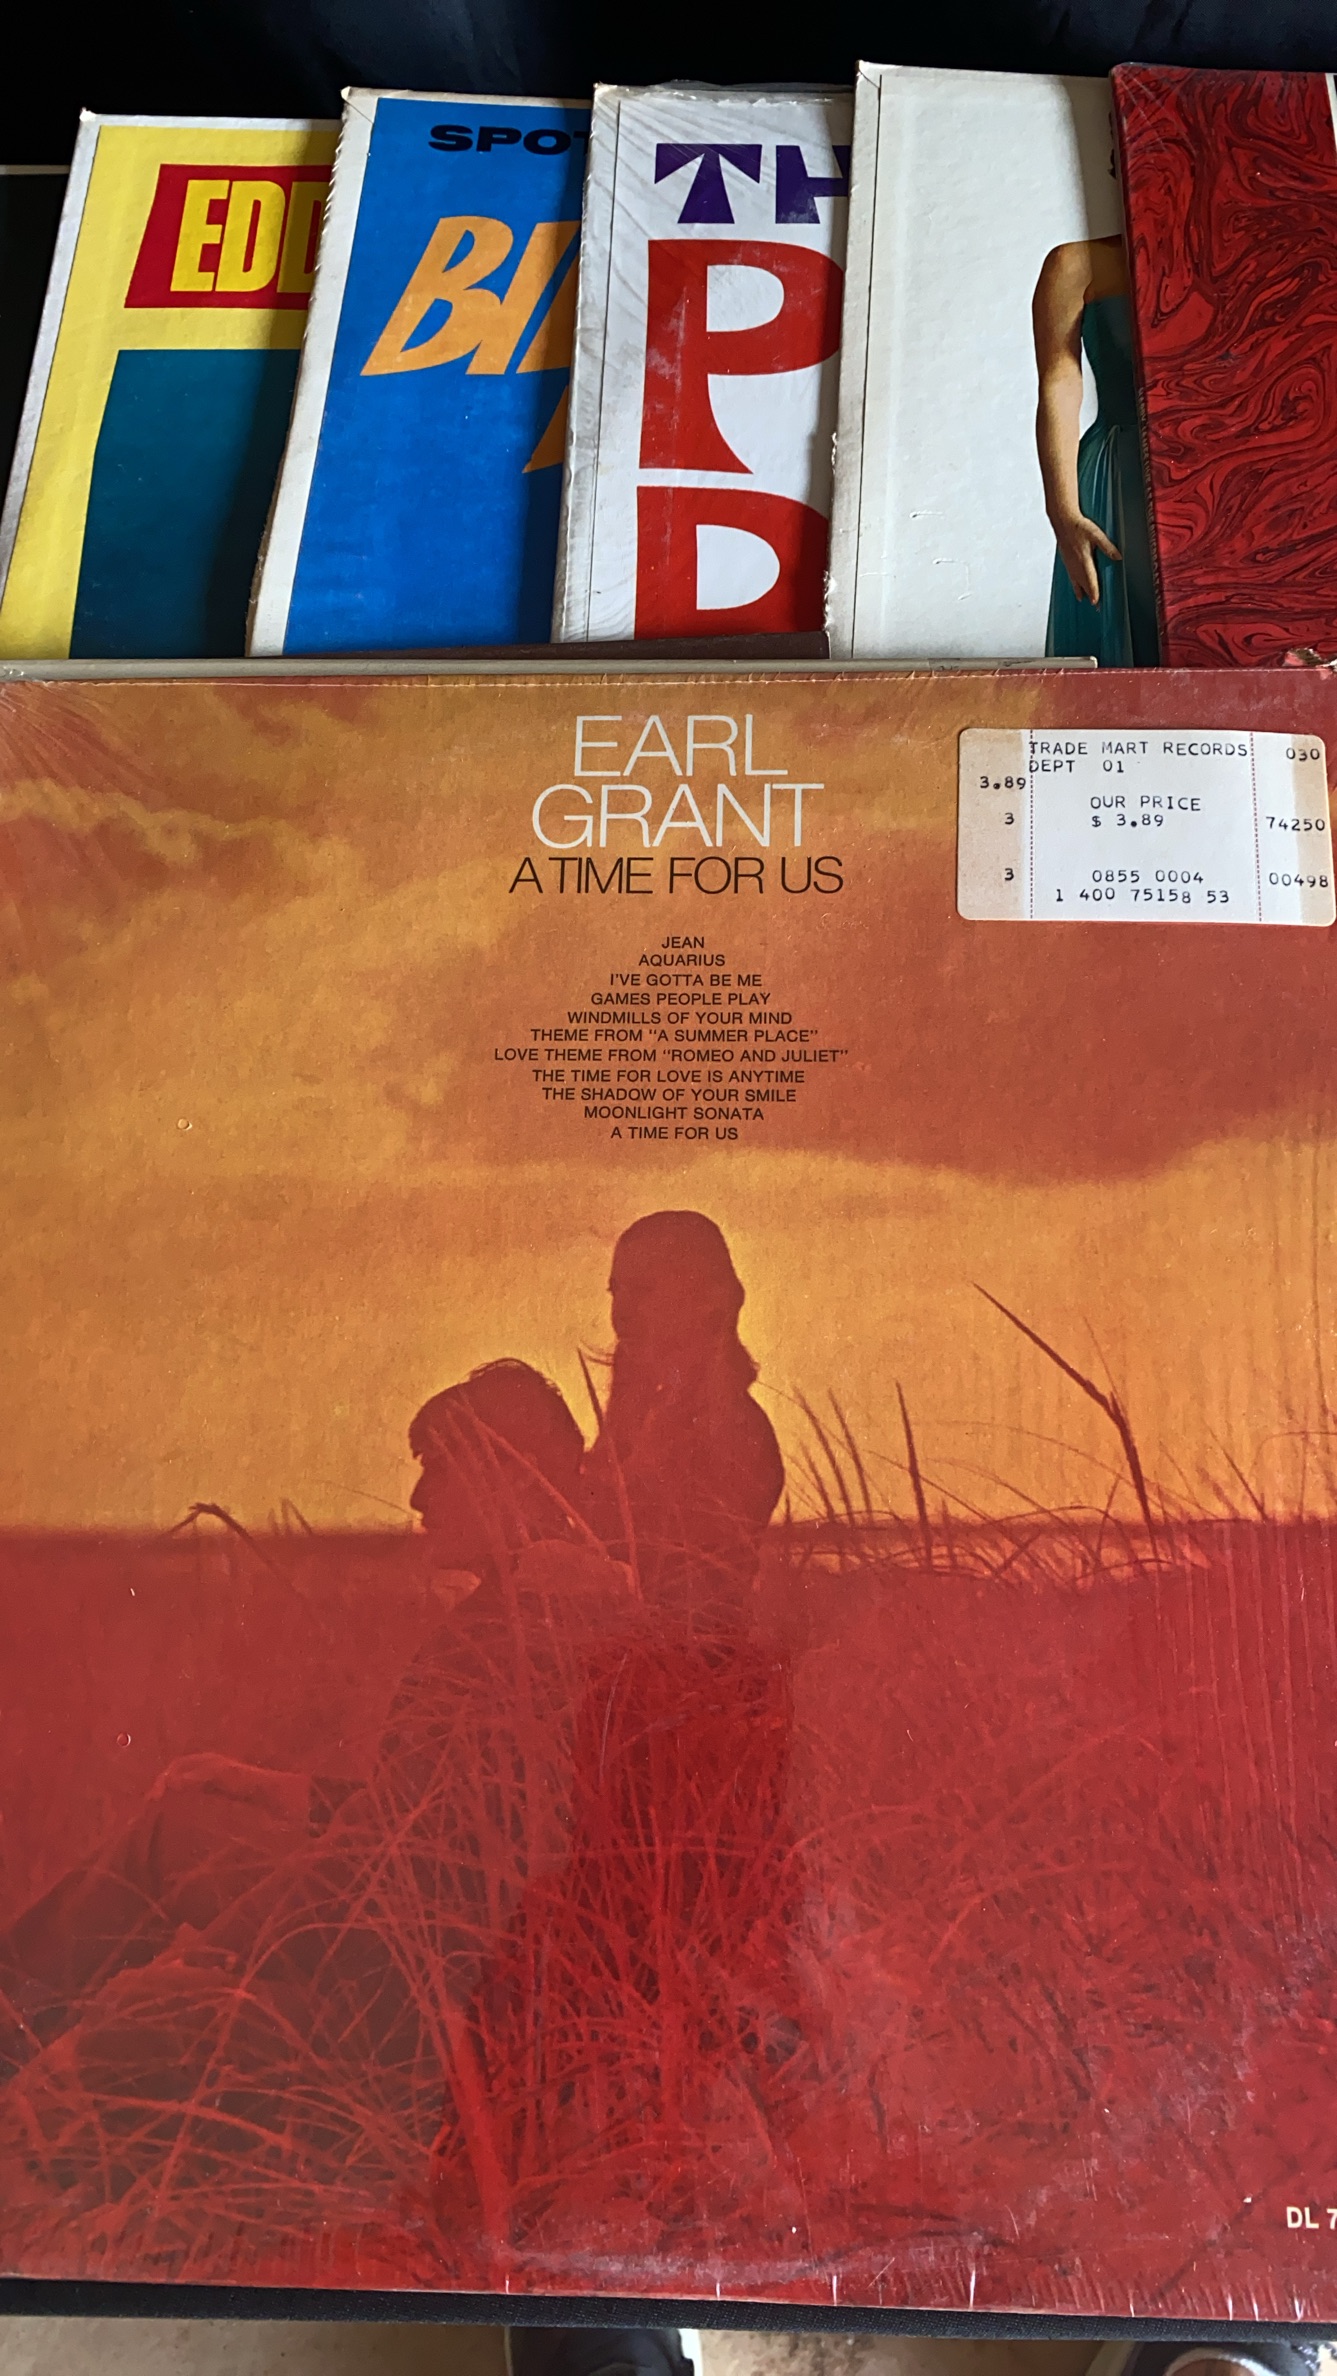 EDD
SPOT
BI
TH
P
P
EARL
GRANT
A TIME FOR US
JEAN
AQUARIUS
I'VE GOTTA BE ME
GAMES PEOPLE PLAY
WINDMILLS OF YOUR MIND
THEME FROM "A SUMMER PLACE"
LOVE THEME FROM "ROMEO AND JULIET"
THE TIME FOR LOVE IS ANYTIME
THE SHADOW OF YOUR SMILE
MOONLIGHT SONATA
A TIME FOR US
TRADE MART RECORDS 030
DEPT 01
3.89
OUR PRICE
3 $ 3.89 74250
3 0855 0004 00498
1 400 75158 53
DL 7